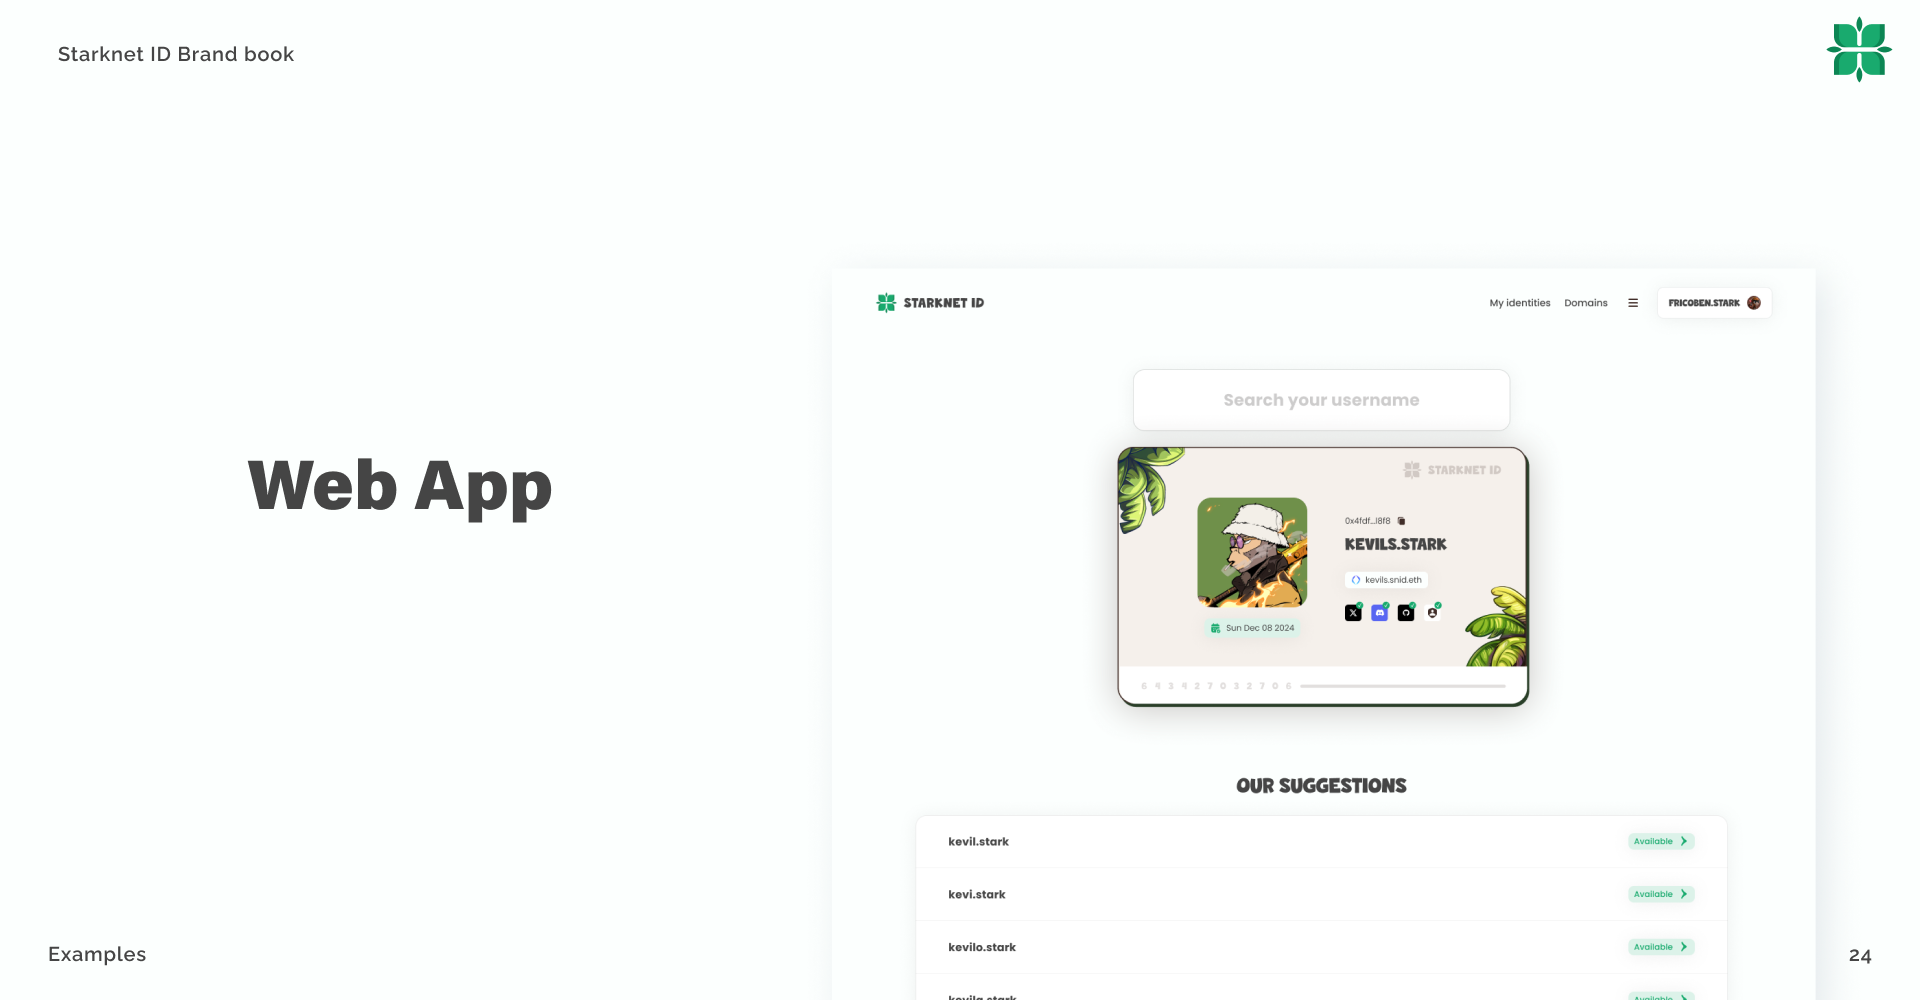 Starknet ID Brand book
Web App
STARKNET ID
My identities Domains
FRICOBEN.STARK
Search your username
STARKNET ID
0x4fdf...l8f8
KEVILS.STARK
kevils.snid.eth
Sun Dec 08 2024
6 4 3 4 2 7 0 3 2 7 0 6
OUR SUGGESTIONS
kevil.stark Available
kevi.stark Available
kevilo.stark Available
Available
Examples
24